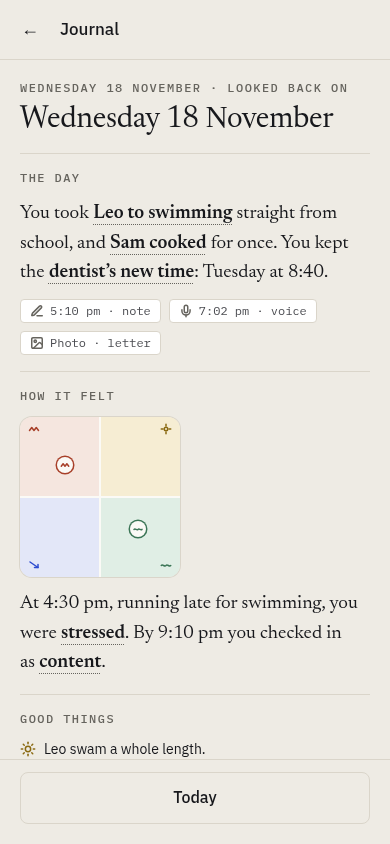 ← Journal
WEDNESDAY 18 NOVEMBER · LOOKED BACK ON
Wednesday 18 November
THE DAY
You took Leo to swimming straight from
school, and Sam cooked for once. You kept
the dentist’s new time: Tuesday at 8:40.
5:10 pm · note
7:02 pm · voice
Photo · letter
HOW IT FELT
At 4:30 pm, running late for swimming, you
were stressed. By 9:10 pm you checked in
as content.
GOOD THINGS
Leo swam a whole length.
Today